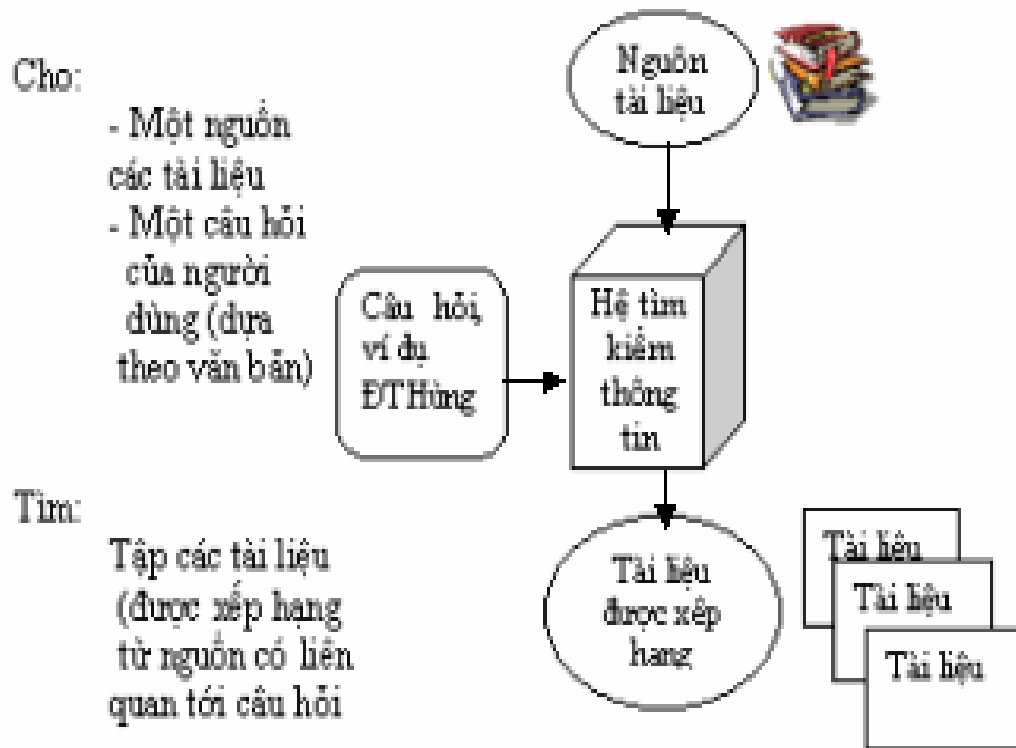 Cho:
- Một nguồn
các tài liệu
- Một câu hỏi
của người
dùng (dựa
theo văn bản)
Nguồn
tài liệu
Câu hỏi,
ví dụ
ĐTHùng
Hệ tìm
kiếm
thông
tin
Tìm:
Tập các tài liệu
(được xếp hạng
từ nguồn có liên
quan tới câu hỏi
Tài liệu
được xếp
hang
Tài liệu
Tài liệu
Tài liệu